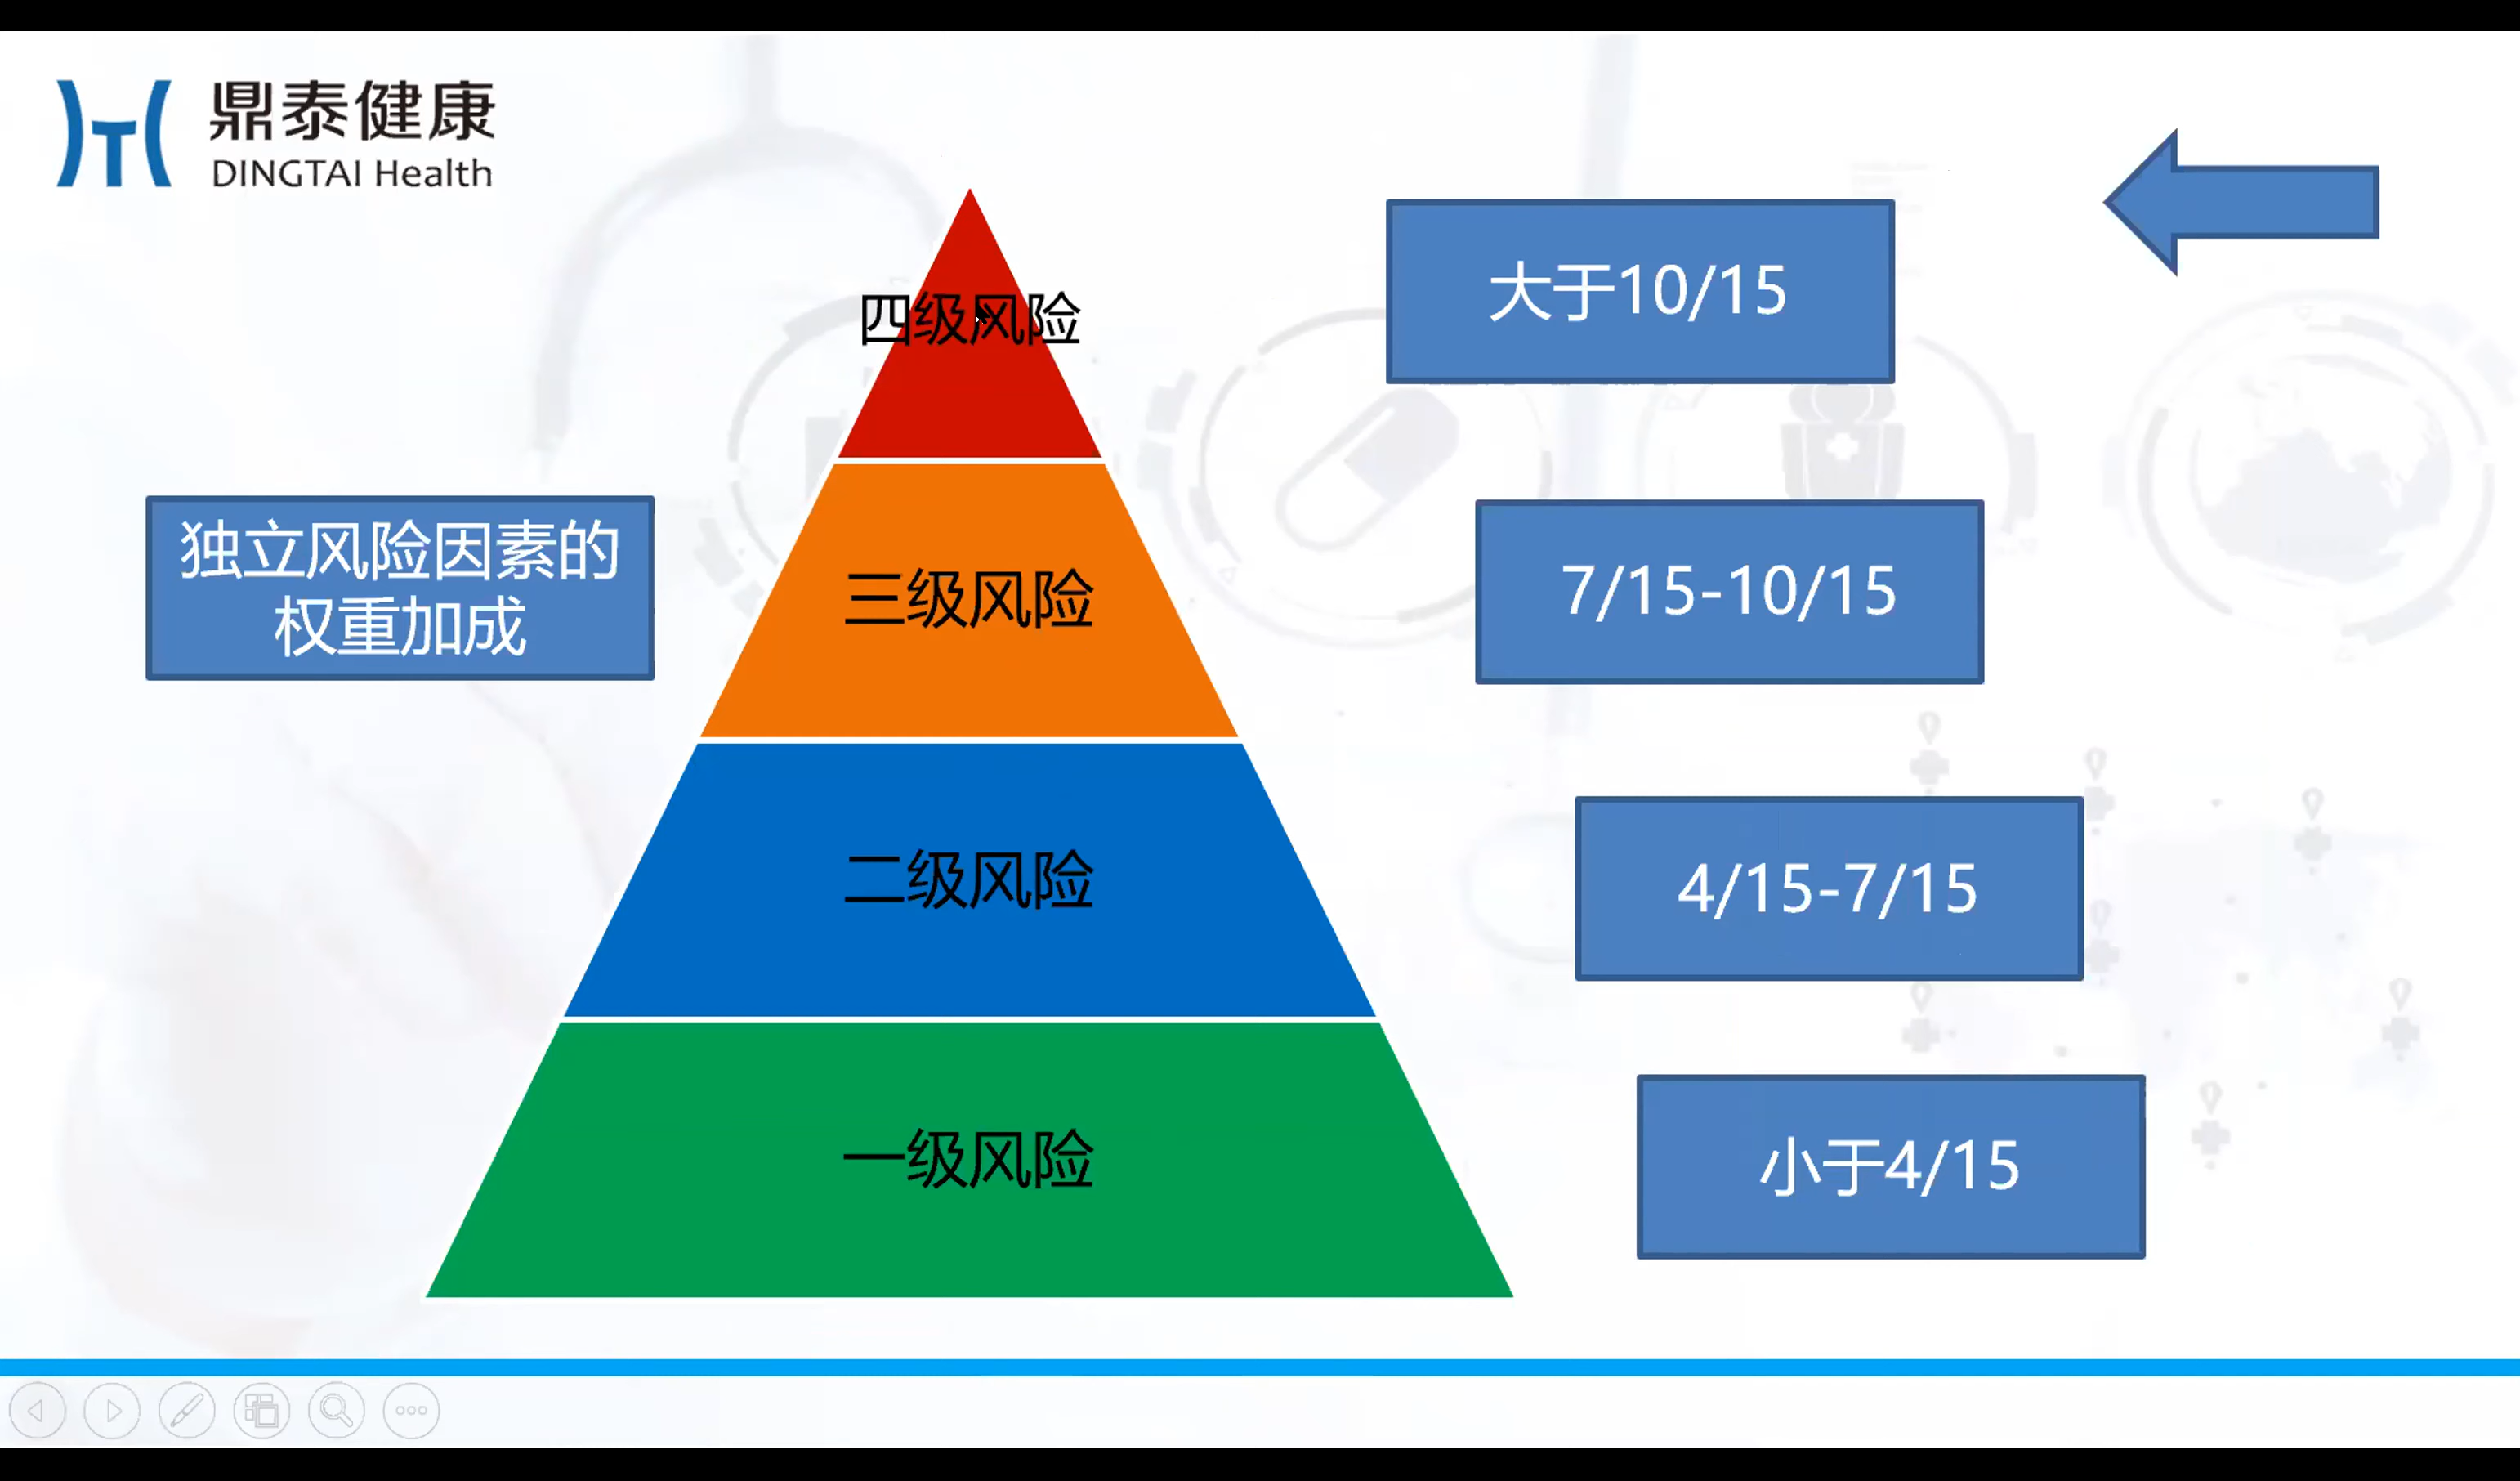 鼎泰健康
DINGTAI Health
四级风险
大于10/15
独立风险因素的
权重加成
三级风险
7/15-10/15
二级风险
4/15-7/15
一级风险
小于4/15